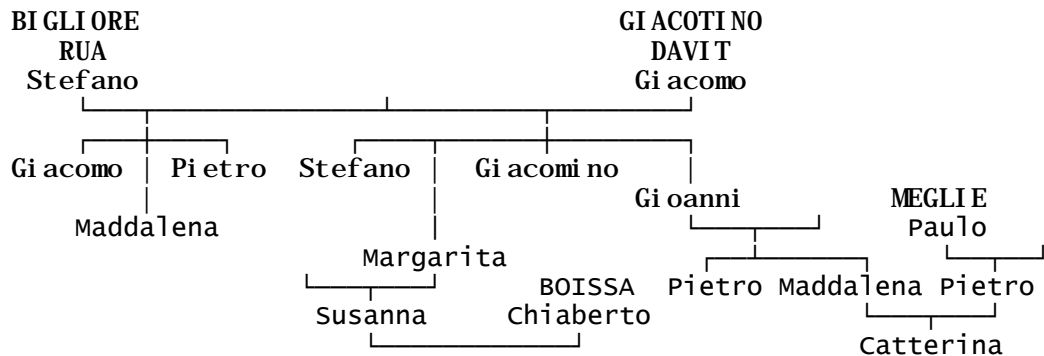 BIGLIORE GIACOTINO
RUA DAVIT
Stefano Giacomo
Giacomo Pietro Stefano Giacomino
Gioanni MEGLIE
Maddalena Paulo
Margarita
BOISSA Pietro Maddalena Pietro
Susanna Chiaberto
Catterina